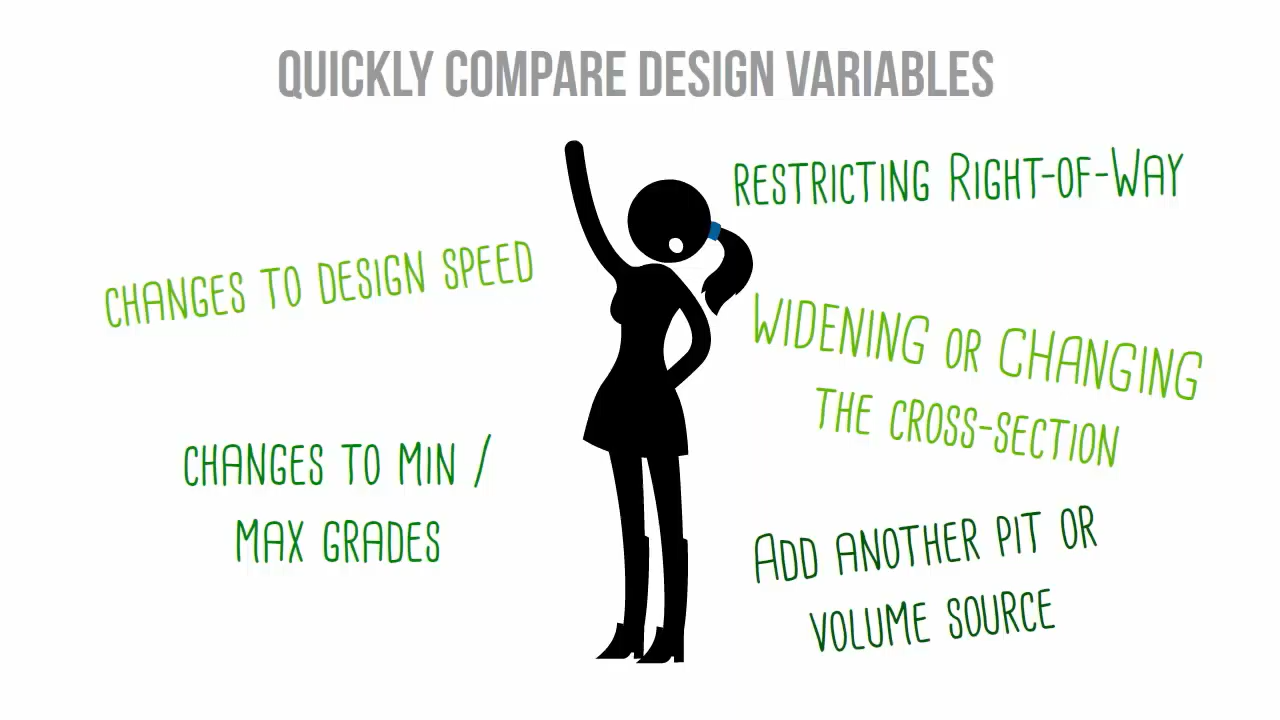 QUICKLY COMPARE DESIGN VARIABLES
CHANGES TO DESIGN SPEED
CHANGES TO MIN /
MAX GRADES
RESTRICTING RIGHT-OF-WAY
WIDENING OR CHANGING
THE CROSS-SECTION
ADD ANOTHER PIT OR
VOLUME SOURCE